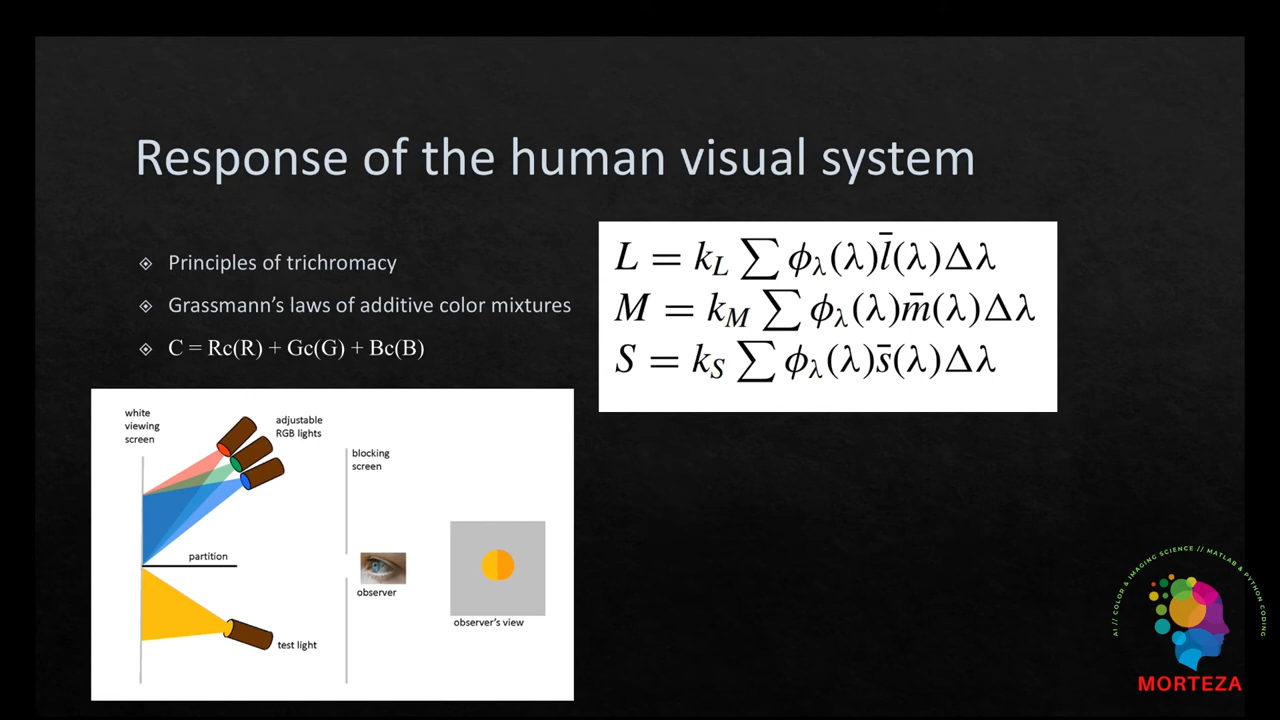 Response of the human visual system
Principles of trichromacy
Grassmann's laws of additive color mixtures
C = Rc(R) + Gc(G) + Bc(B)
L = k_L ∑ ϕ_λ(λ)l̄(λ)Δλ
M = k_M ∑ ϕ_λ(λ)m̄(λ)Δλ
S = k_S ∑ ϕ_λ(λ)s̄(λ)Δλ
white
viewing
screen
adjustable
RGB lights
blocking
screen
partition
observer
observer's view
test light
AI // COLOR & IMAGING SCIENCE // MATLAB & PYTHON CODING
MORTEZA